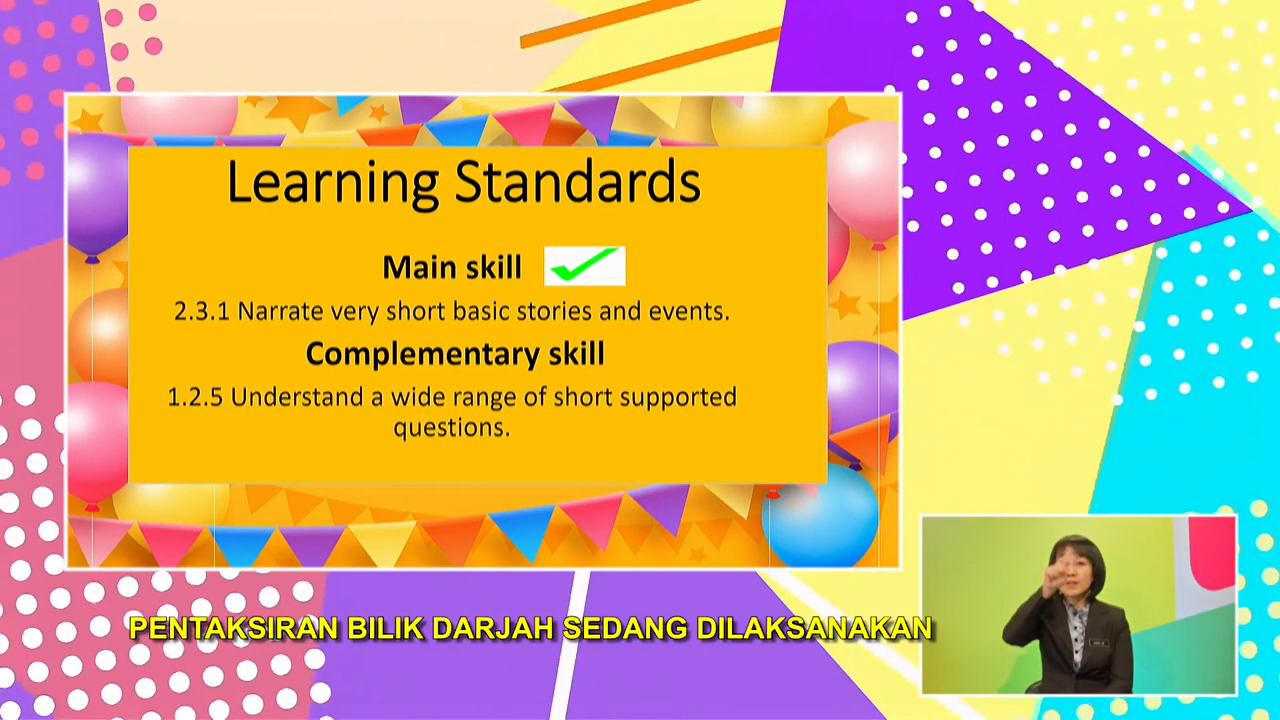 Learning Standards
Main skill
2.3.1 Narrate very short basic stories and events.
Complementary skill
1.2.5 Understand a wide range of short supported
questions.
PENTAKSIRAN BILIK DARJAH SEDANG DILAKSANAKAN